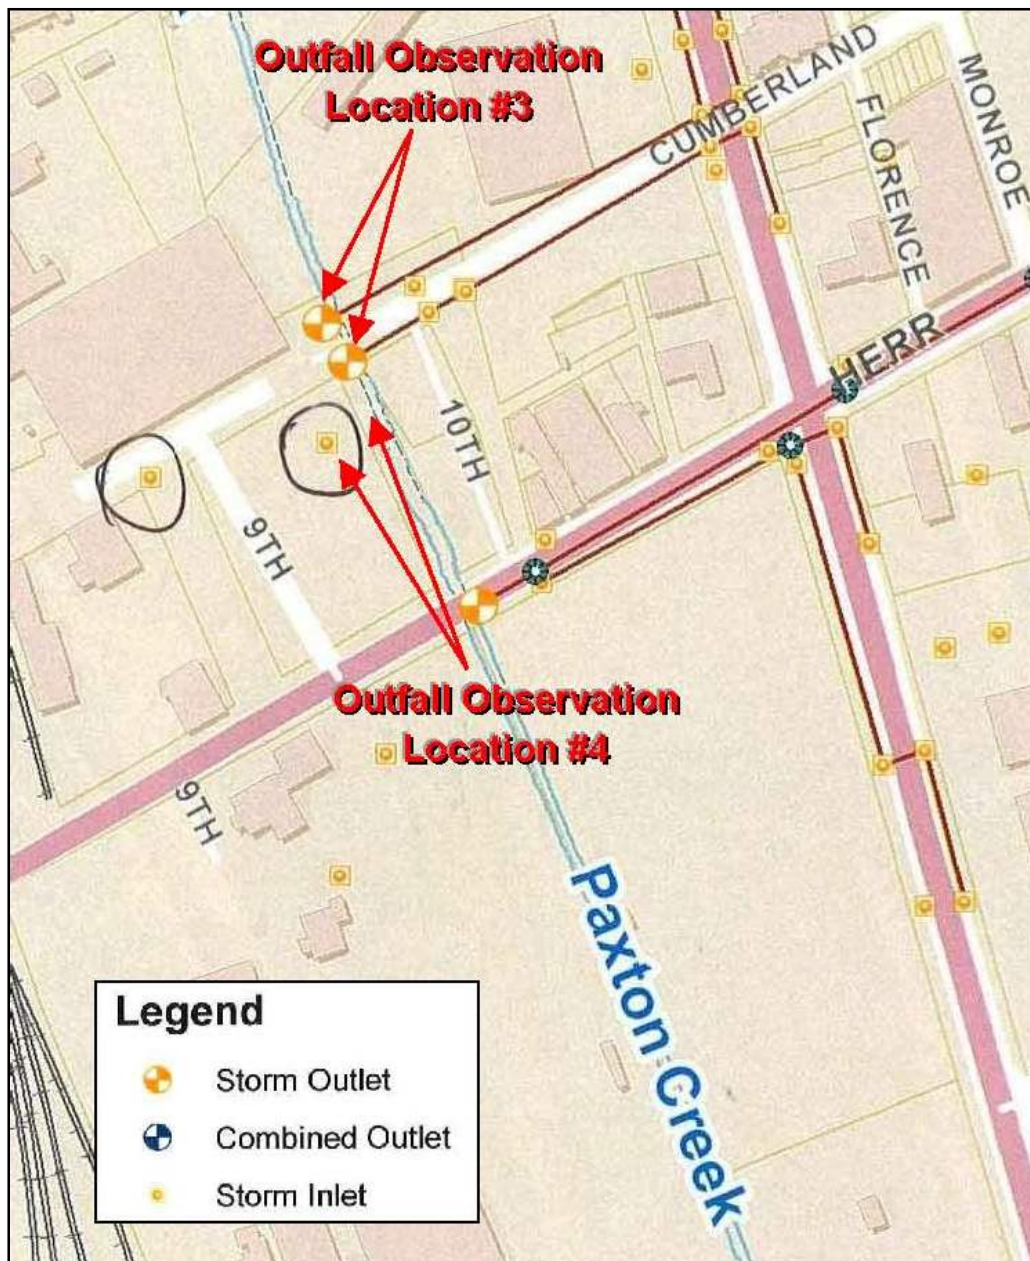 Outfall Observation
Location #3
CUMBERLAND
FLORENCE
MONROE
HERR
10TH
9TH
Outfall Observation
Location #4
9TH
Paxton Creek
Legend
Storm Outlet
Combined Outlet
Storm Inlet